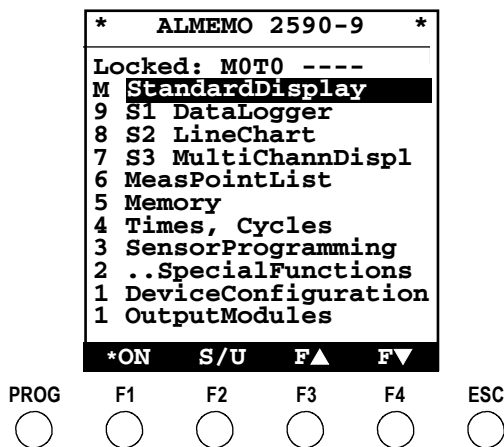 * ALMEMO 2590-9 *
Locked: M0T0 ----
M StandardDisplay
9 S1 DataLogger
8 S2 LineChart
7 S3 MultiChannDispl
6 MeasPointList
5 Memory
4 Times, Cycles
3 SensorProgramming
2 ..SpecialFunctions
1 DeviceConfiguration
1 OutputModules
*ON S/U F▲ F▼
PROG F1 F2 F3 F4 ESC